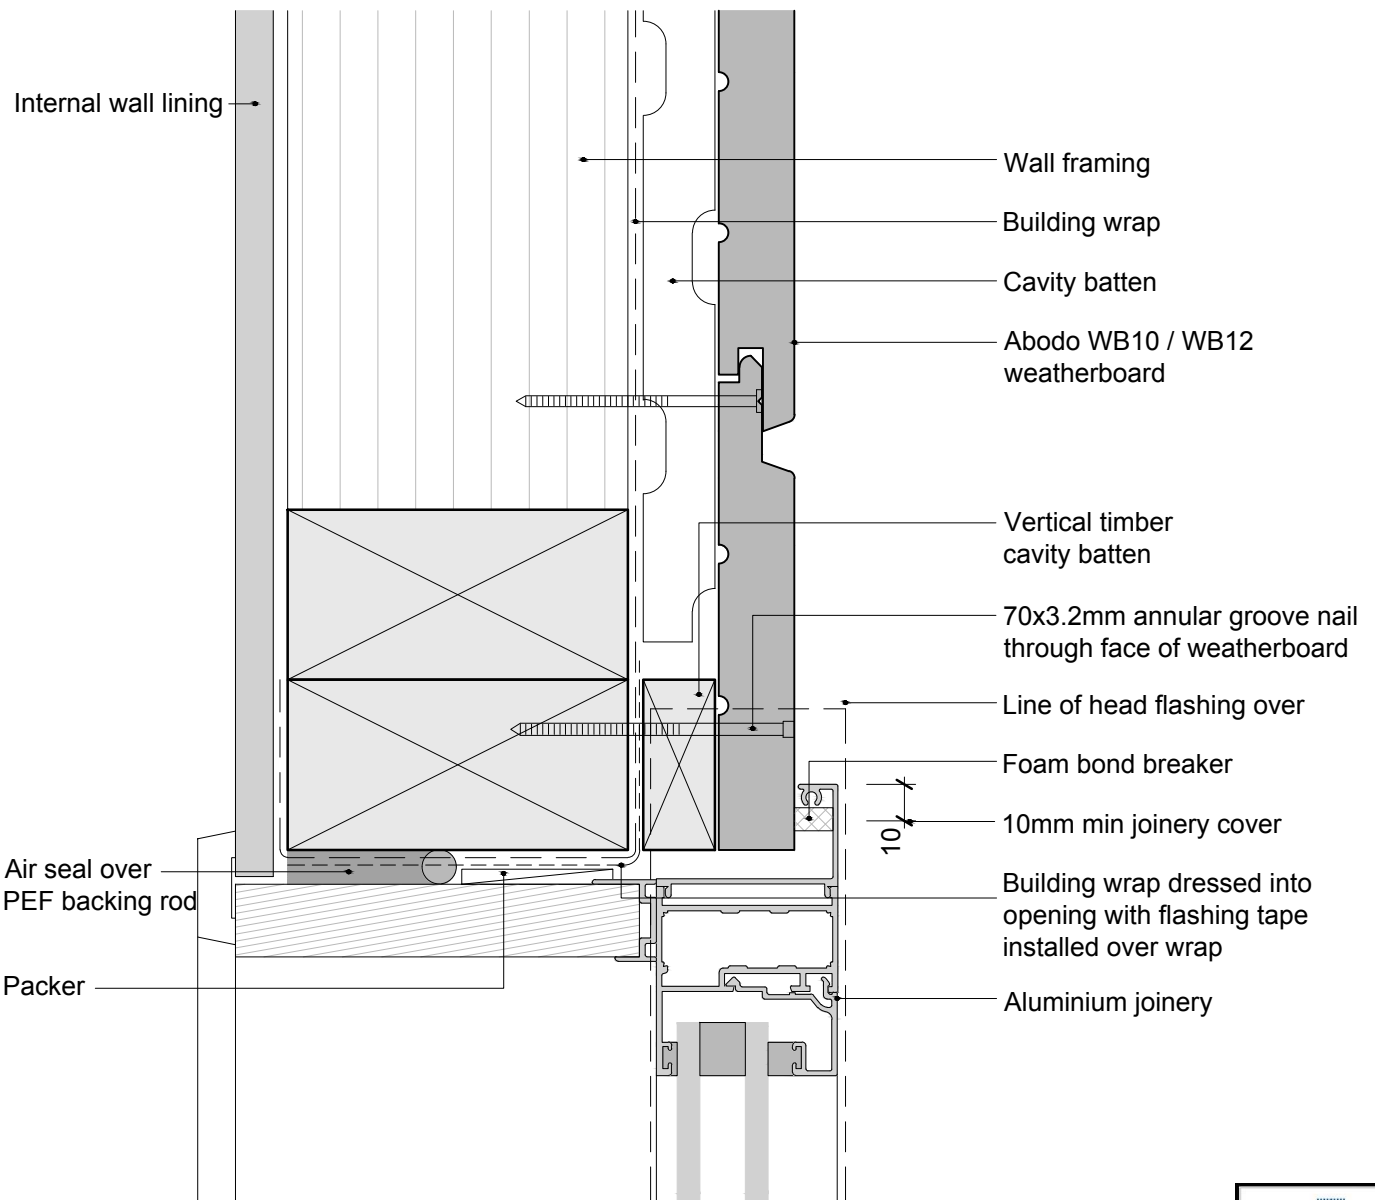 Internal wall lining
Wall framing
Building wrap
Cavity batten
Abodo WB10 / WB12
weatherboard
Vertical timber
cavity batten
70x3.2mm annular groove nail
through face of weatherboard
Line of head flashing over
Foam bond breaker
10
10mm min joinery cover
Air seal over
PEF backing rod
Building wrap dressed into
opening with flashing tape
installed over wrap
Packer
Aluminium joinery